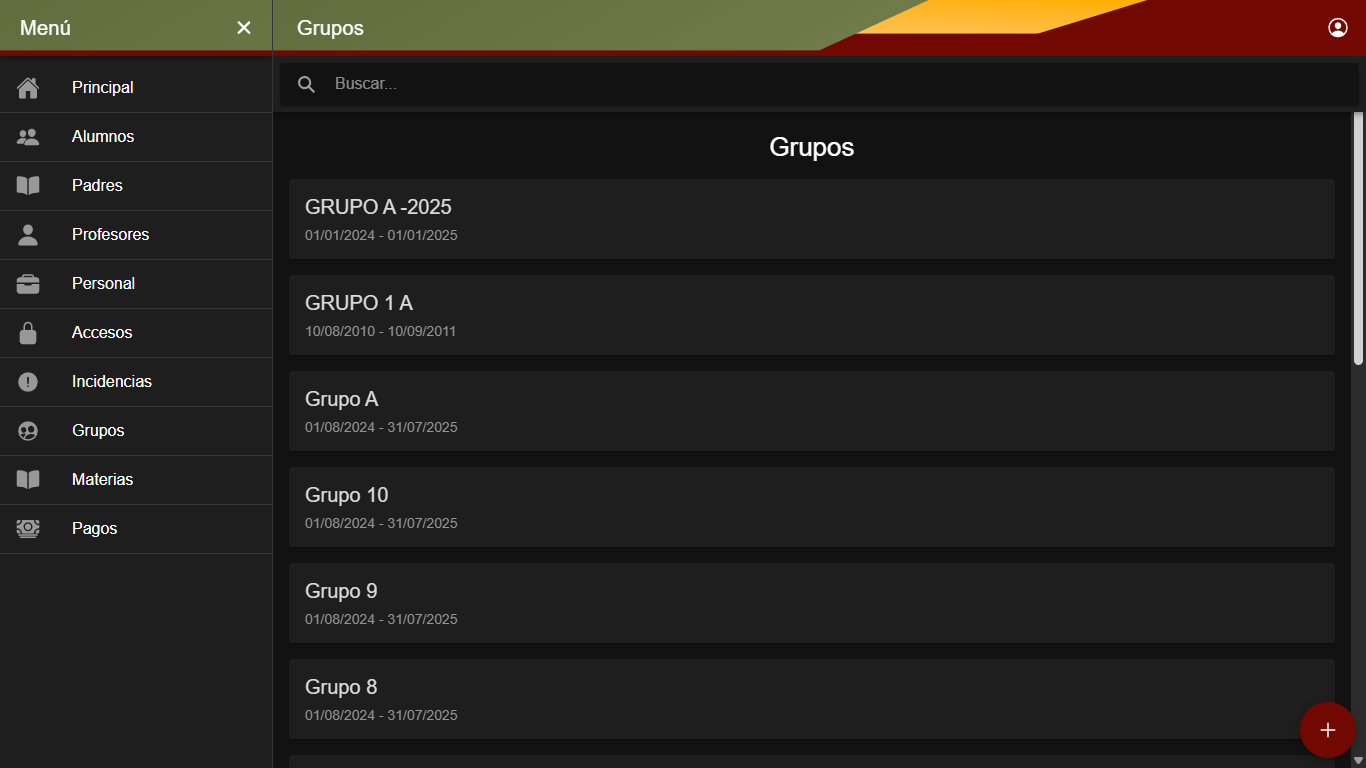 Menú
Grupos
Principal
Alumnos
Padres
Profesores
Personal
Accesos
Incidencias
Grupos
Materias
Pagos
Buscar...
Grupos
GRUPO A -2025
01/01/2024 - 01/01/2025
GRUPO 1 A
10/08/2010 - 10/09/2011
Grupo A
01/08/2024 - 31/07/2025
Grupo 10
01/08/2024 - 31/07/2025
Grupo 9
01/08/2024 - 31/07/2025
Grupo 8
01/08/2024 - 31/07/2025